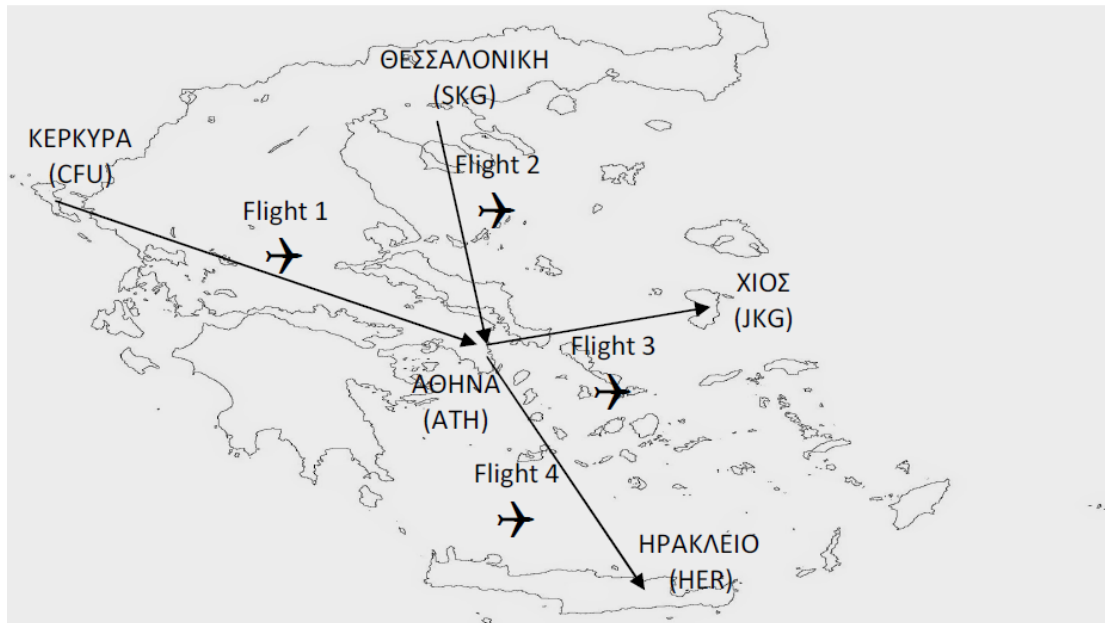 ΘΕΣΣΑΛΟΝΙΚΗ
(SKG)
ΚΕΡΚΥΡΑ
(CFU)
Flight 2
Flight 1
ΧΙΟΣ
(JKG)
Flight 3
ΑΘΗΝΑ
(ATH)
Flight 4
ΗΡΑΚΛΕΙΟ
(HER)